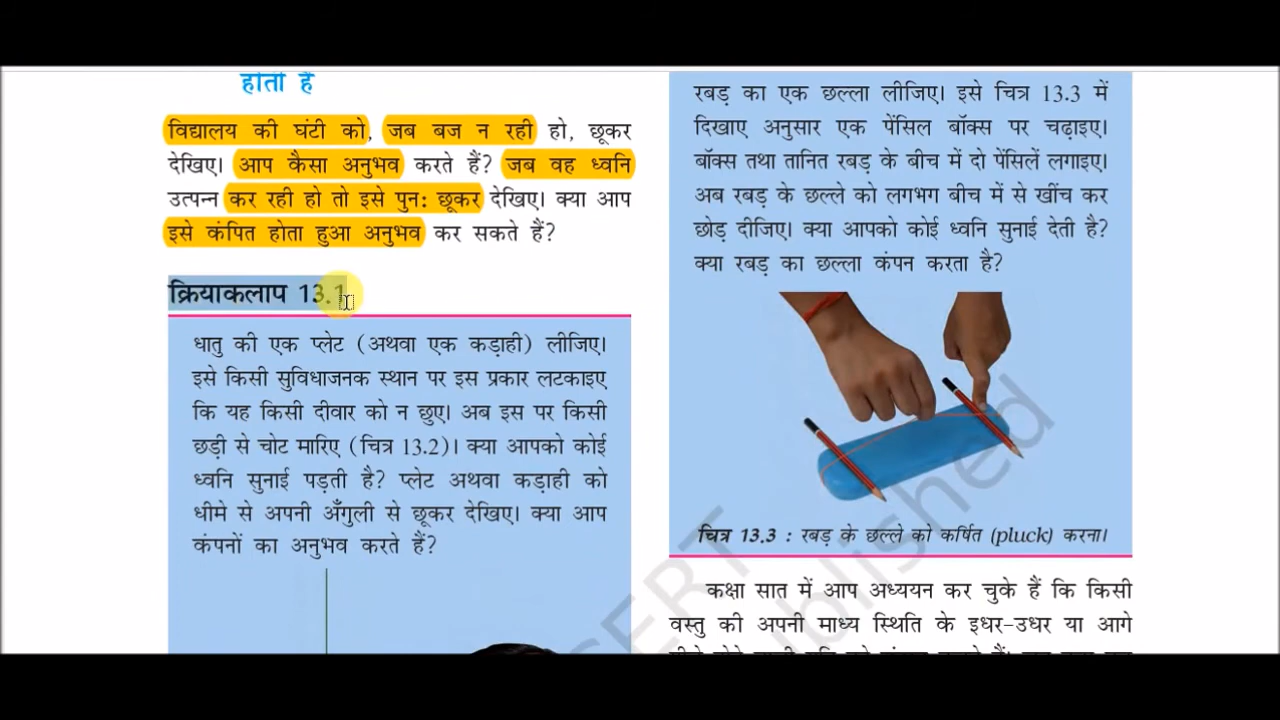 होती है
विद्यालय की घंटी को, जब बज न रही हो, छूकर
देखिए। आप कैसा अनुभव करते हैं? जब वह ध्वनि
उत्पन्न कर रही हो तो इसे पुन: छूकर देखिए। क्या आप
इसे कंपित होता हुआ अनुभव कर सकते हैं?
क्रियाकलाप 13.1
धातु की एक प्लेट (अथवा एक कड़ाही) लीजिए।
इसे किसी सुविधाजनक स्थान पर इस प्रकार लटकाइए
कि यह किसी दीवार को न छुए। अब इस पर किसी
छड़ी से चोट मारिए (चित्र 13.2)। क्या आपको कोई
ध्वनि सुनाई पड़ती है? प्लेट अथवा कड़ाही को
धीमे से अपनी अँगुली से छूकर देखिए। क्या आप
कंपनों का अनुभव करते हैं?
रबड़ का एक छल्ला लीजिए। इसे चित्र 13.3 में
दिखाए अनुसार एक पेंसिल बॉक्स पर चढ़ाइए।
बॉक्स तथा तानित रबड़ के बीच में दो पेंसिलें लगाइए।
अब रबड़ के छल्ले को लगभग बीच में से खींच कर
छोड़ दीजिए। क्या आपको कोई ध्वनि सुनाई देती है?
क्या रबड़ का छल्ला कंपन करता है?
चित्र 13.3 : रबड़ के छल्ले को कर्षित (pluck) करना।
कक्षा सात में आप अध्ययन कर चुके हैं कि किसी
वस्तु की अपनी माध्य स्थिति के इधर-उधर या आगे